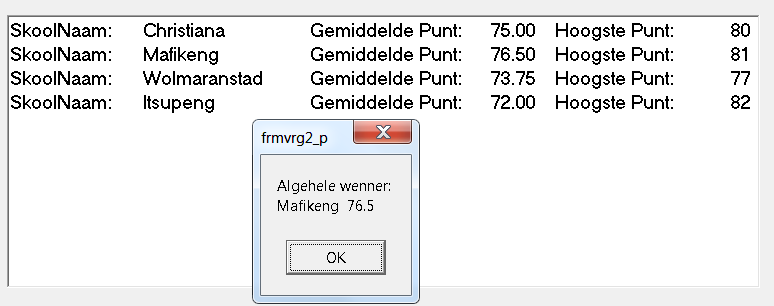 SkoolNaam: Christiana Gemiddelde Punt: 75.00 Hoogste Punt: 80
SkoolNaam: Mafikeng Gemiddelde Punt: 76.50 Hoogste Punt: 81
SkoolNaam: Wolmaranstad Gemiddelde Punt: 73.75 Hoogste Punt: 77
SkoolNaam: Itsupeng Gemiddelde Punt: 72.00 Hoogste Punt: 82
frmvrg2_p
Algehele wenner:
Mafikeng 76.5
OK